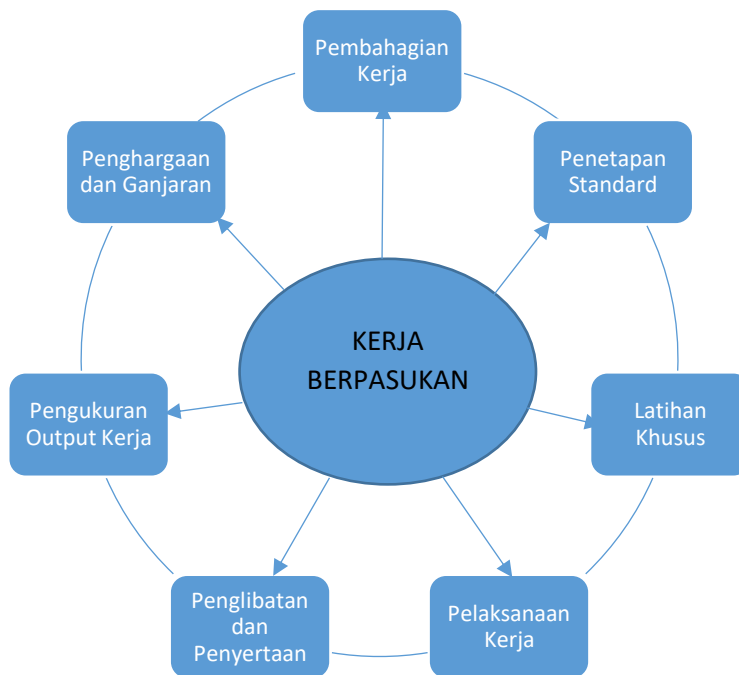 Pembahagian
Kerja
Penetapan
Standard
Latihan
Khusus
Pelaksanaan
Kerja
Penglibatan
dan
Penyertaan
Pengukuran
Output Kerja
Penghargaan
dan Ganjaran
KERJA
BERPASUKAN